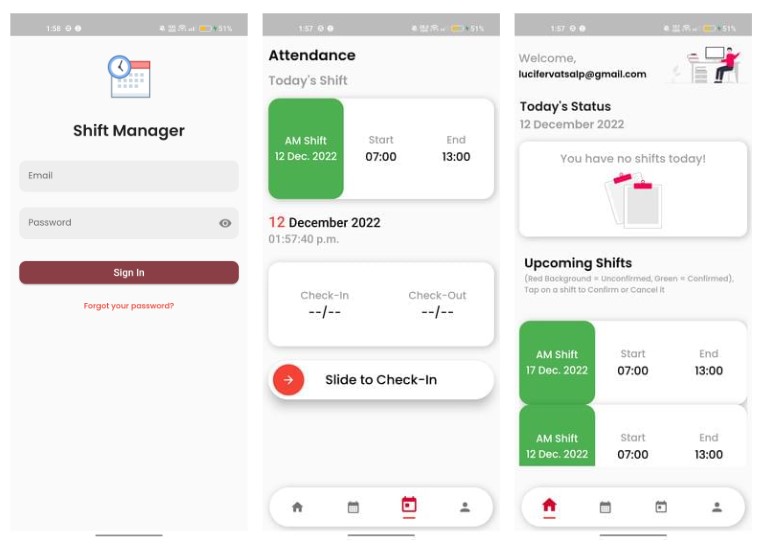 1:58
51%
Shift Manager
Email
Password
Sign In
Forgot your password?
1:57
51%
Attendance
Today's Shift
AM Shift
12 Dec. 2022
Start
07:00
End
13:00
12 December 2022
01:57:40 p.m.
Check-In
--/--
Check-Out
--/--
Slide to Check-In
1:57
51%
Welcome,
lucifervatsalp@gmail.com
Today's Status
12 December 2022
You have no shifts today!
Upcoming Shifts
(Red Background = Unconfirmed, Green = Confirmed),
Tap on a shift to Confirm or Cancel it
AM Shift
17 Dec. 2022
Start
07:00
End
13:00
AM Shift
12 Dec. 2022
Start
07:00
End
13:00